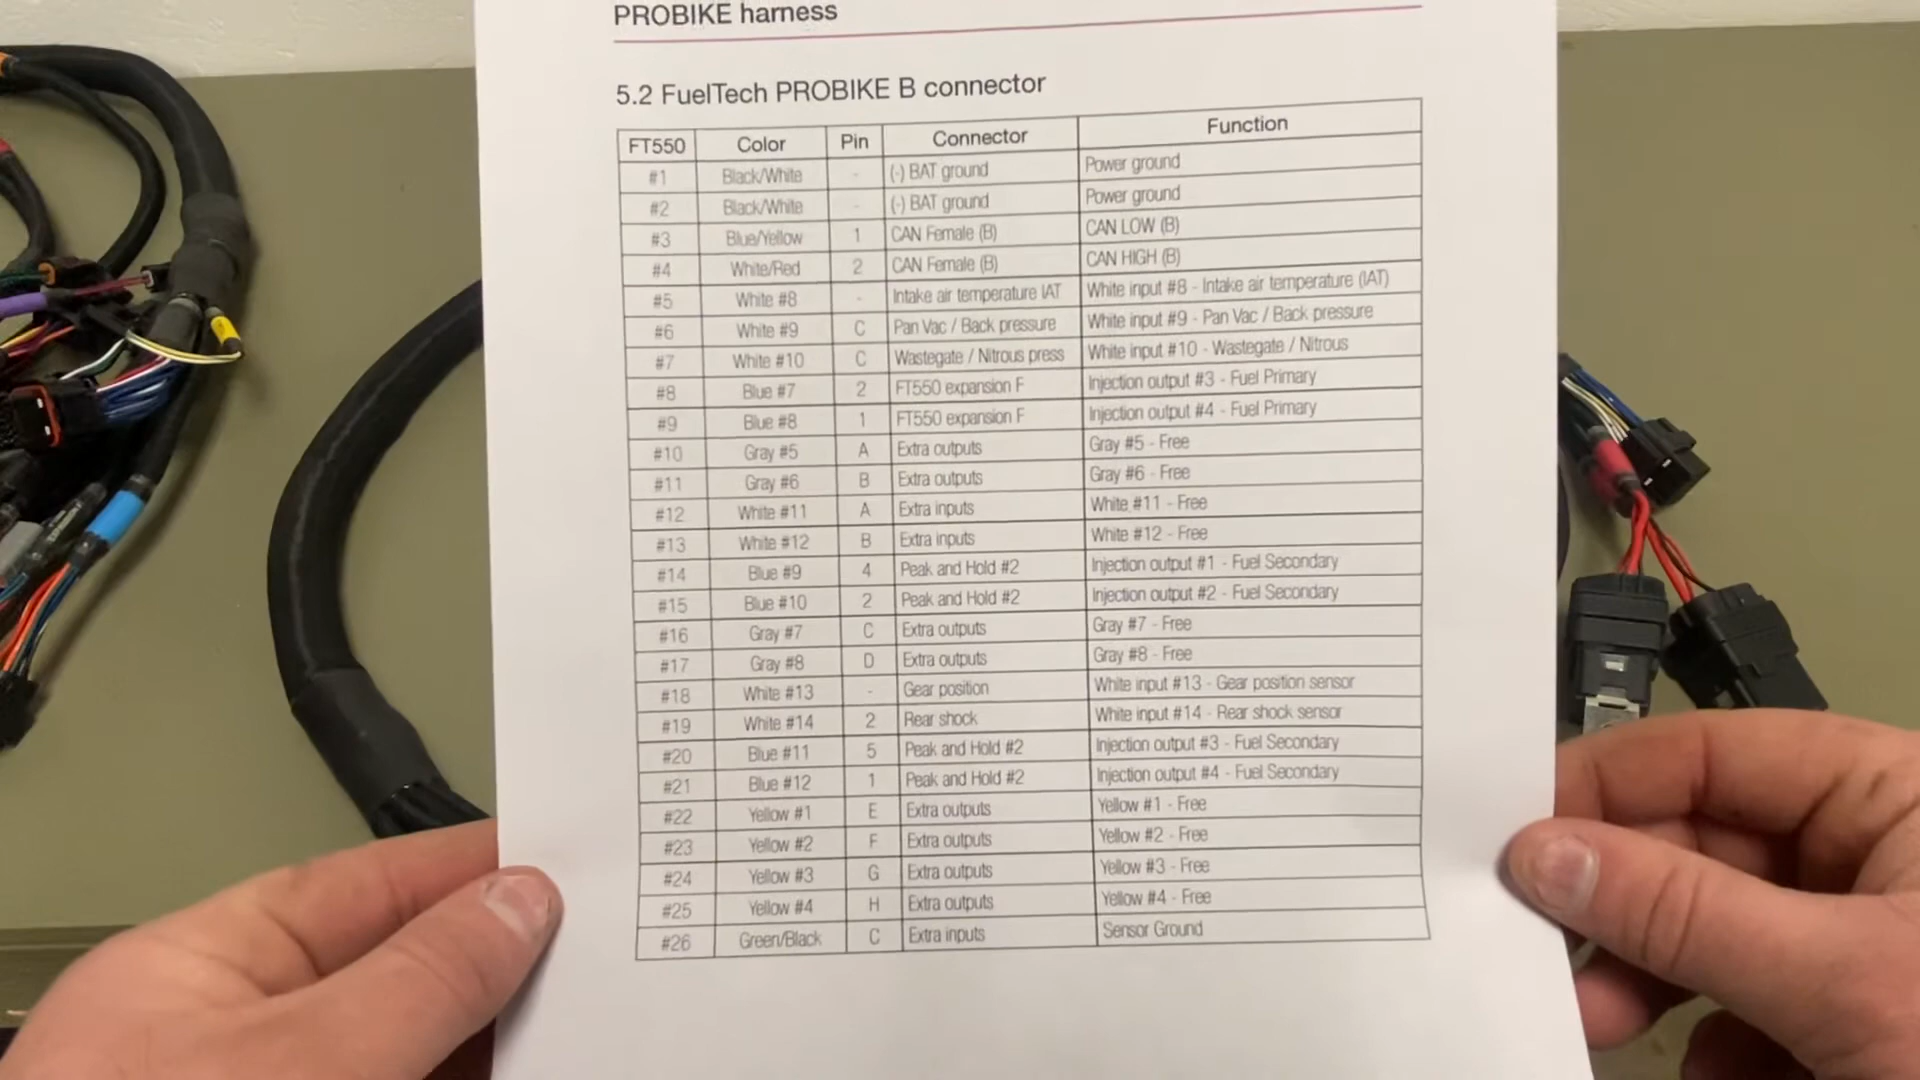 PROBIKE harness
5.2 FuelTech PROBIKE B connector
FT550 Color Pin Connector Function
#1 Black/White - (-) BAT ground Power ground
#2 Black/White - (-) BAT ground Power ground
#3 Blue/Yellow 1 CAN Female (B) CAN LOW (B)
#4 White/Red 2 CAN Female (B) CAN HIGH (B)
#5 White #8 - Intake air temperature IAT White input #8 - Intake air temperature (IAT)
#6 White #9 C Pan Vac / Back pressure White input #9 - Pan Vac / Back pressure
#7 White #10 C Wastegate / Nitrous press White input #10 - Wastegate / Nitrous
#8 Blue #7 2 FT550 expansion F Injection output #3 - Fuel Primary
#9 Blue #8 1 FT550 expansion F Injection output #4 - Fuel Primary
#10 Gray #5 A Extra outputs Gray #5 - Free
#11 Gray #6 B Extra outputs Gray #6 - Free
#12 White #11 A Extra inputs White #11 - Free
#13 White #12 B Extra inputs White #12 - Free
#14 Blue #9 4 Peak and Hold #2 Injection output #1 - Fuel Secondary
#15 Blue #10 2 Peak and Hold #2 Injection output #2 - Fuel Secondary
#16 Gray #7 C Extra outputs Gray #7 - Free
#17 Gray #8 D Extra outputs Gray #8 - Free
#18 White #13 - Gear position White input #13 - Gear position sensor
#19 White #14 2 Rear shock White input #14 - Rear shock sensor
#20 Blue #11 5 Peak and Hold #2 Injection output #3 - Fuel Secondary
#21 Blue #12 1 Peak and Hold #2 Injection output #4 - Fuel Secondary
#22 Yellow #1 E Extra outputs Yellow #1 - Free
#23 Yellow #2 F Extra outputs Yellow #2 - Free
#24 Yellow #3 G Extra outputs Yellow #3 - Free
#25 Yellow #4 H Extra outputs Yellow #4 - Free
#26 Green/Black C Extra inputs Sensor Ground